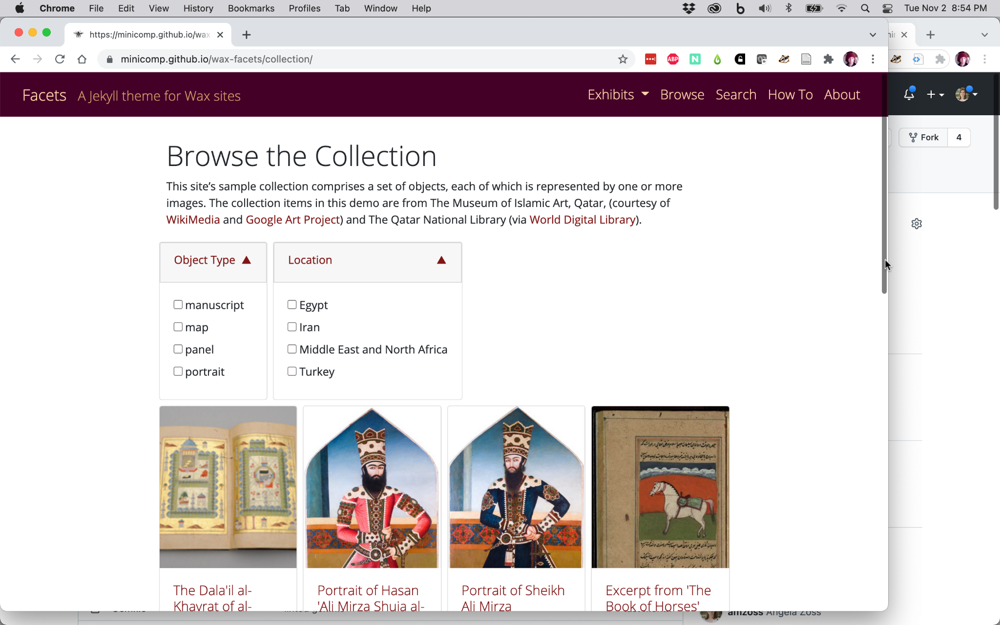 Chrome File Edit View History Bookmarks Profiles Tab Window Help
Tue Nov 2 8:54 PM
https://minicomp.github.io/wax
minicomp.github.io/wax-facets/collection/
ABP
N
Facets A Jekyll theme for Wax sites
Exhibits Browse Search How To About
Fork 4
Browse the Collection
This site’s sample collection comprises a set of objects, each of which is represented by one or more
images. The collection items in this demo are from The Museum of Islamic Art, Qatar, (courtesy of
WikiMedia and Google Art Project) and The Qatar National Library (via World Digital Library).
Object Type ▲ Location ▲
manuscript
map
panel
portrait
Egypt
Iran
Middle East and North Africa
Turkey
The Dala'il al-
Khayrat of al-
Portrait of Hasan
'Ali Mirza Shuja al-
Portrait of Sheikh
Ali Mirza
Excerpt from 'The
Book of Horses'
amzoss Angela Zoss